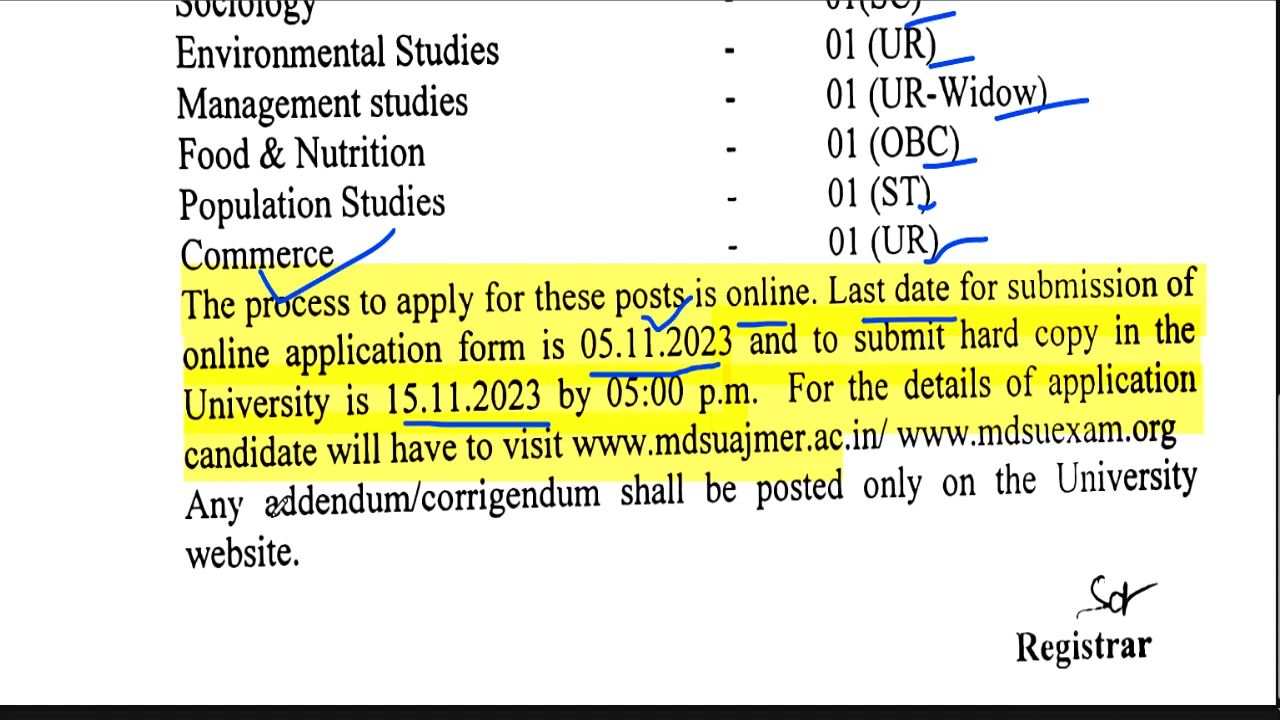 Sociology - 01(SC)
Environmental Studies - 01 (UR)
Management studies - 01 (UR-Widow)
Food & Nutrition - 01 (OBC)
Population Studies - 01 (ST)
Commerce - 01 (UR)
The process to apply for these posts is online. Last date for submission of
online application form is 05.11.2023 and to submit hard copy in the
University is 15.11.2023 by 05:00 p.m. For the details of application
candidate will have to visit www.mdsuajmer.ac.in/ www.mdsuexam.org
Any addendum/corrigendum shall be posted only on the University
website.
Sd/
Registrar